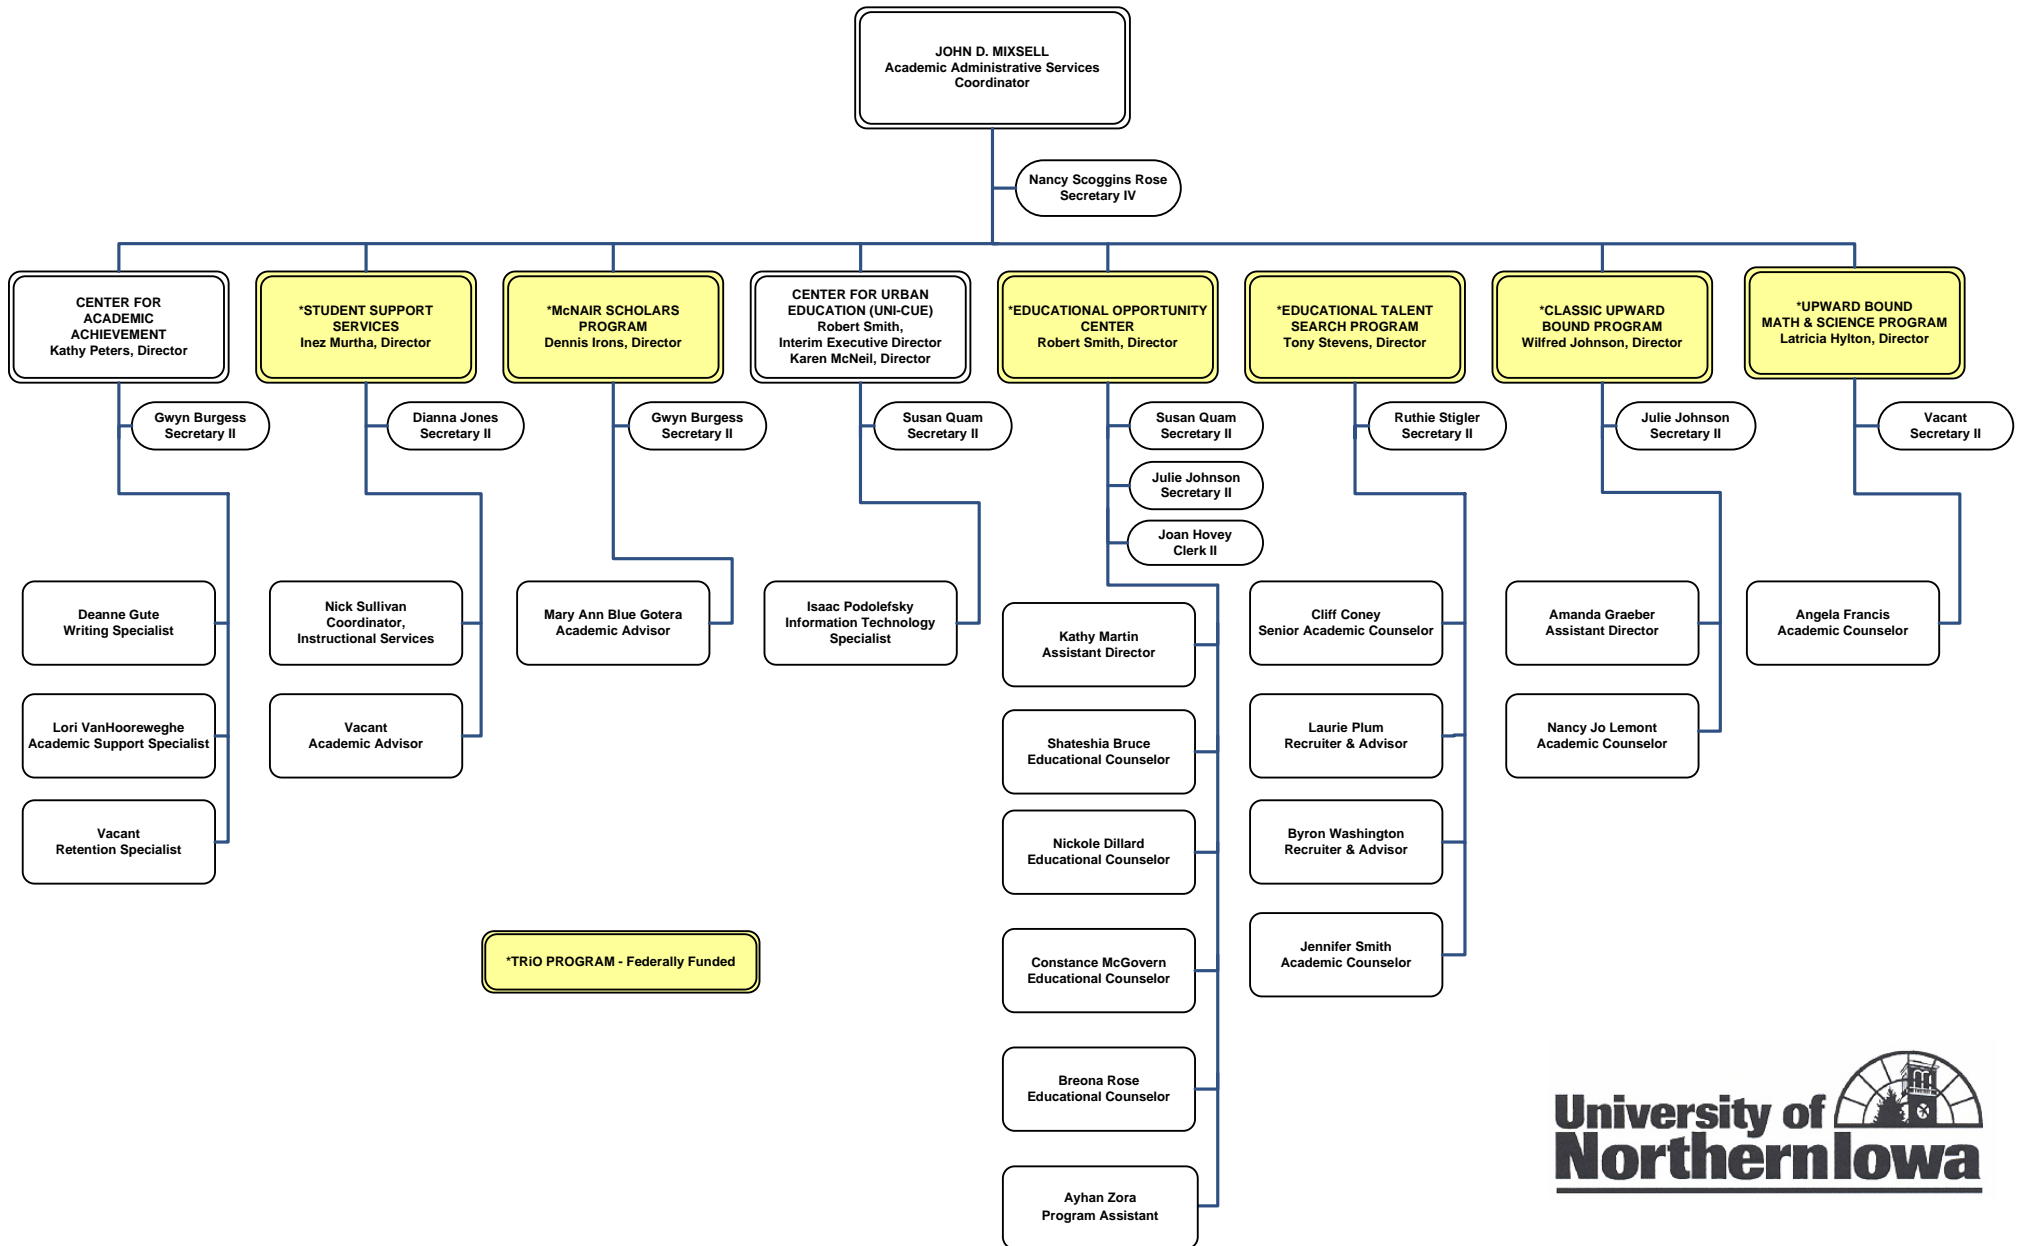 JOHN D. MIXSELL
Academic Administrative Services
Coordinator
Nancy Scoggins Rose
Secretary IV
CENTER FOR
ACADEMIC
ACHIEVEMENT
Kathy Peters, Director
*STUDENT SUPPORT
SERVICES
Inez Murtha, Director
*McNAIR SCHOLARS
PROGRAM
Dennis Irons, Director
CENTER FOR URBAN
EDUCATION (UNI-CUE)
Robert Smith,
Interim Executive Director
Karen McNeil, Director
*EDUCATIONAL OPPORTUNITY
CENTER
Robert Smith, Director
*EDUCATIONAL TALENT
SEARCH PROGRAM
Tony Stevens, Director
*CLASSIC UPWARD
BOUND PROGRAM
Wilfred Johnson, Director
*UPWARD BOUND
MATH & SCIENCE PROGRAM
Latricia Hylton, Director
Gwyn Burgess
Secretary II
Dianna Jones
Secretary II
Gwyn Burgess
Secretary II
Susan Quam
Secretary II
Susan Quam
Secretary II
Ruthie Stigler
Secretary II
Julie Johnson
Secretary II
Vacant
Secretary II
Julie Johnson
Secretary II
Joan Hovey
Clerk II
Deanne Gute
Writing Specialist
Nick Sullivan
Coordinator,
Instructional Services
Mary Ann Blue Gotera
Academic Advisor
Isaac Podolefsky
Information Technology
Specialist
Kathy Martin
Assistant Director
Cliff Coney
Senior Academic Counselor
Amanda Graeber
Assistant Director
Angela Francis
Academic Counselor
Lori VanHooreweghe
Academic Support Specialist
Vacant
Academic Advisor
Shateshia Bruce
Educational Counselor
Laurie Plum
Recruiter & Advisor
Nancy Jo Lemont
Academic Counselor
Vacant
Retention Specialist
Nickole Dillard
Educational Counselor
Byron Washington
Recruiter & Advisor
*TRiO PROGRAM - Federally Funded
Constance McGovern
Educational Counselor
Jennifer Smith
Academic Counselor
Breona Rose
Educational Counselor
Ayhan Zora
Program Assistant
University of
Northern Iowa